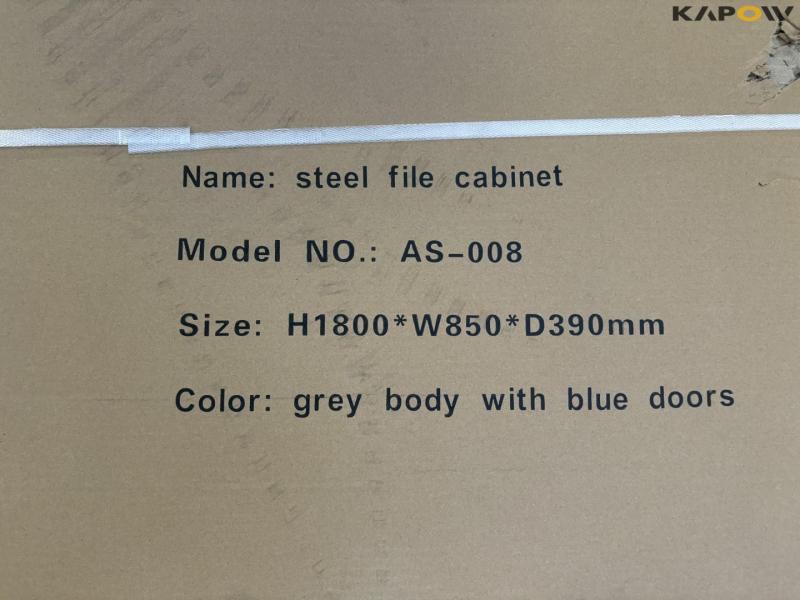 KAPOW
Name: steel file cabinet
Model NO.: AS-008
Size: H1800*W850*D390mm
Color: grey body with blue doors